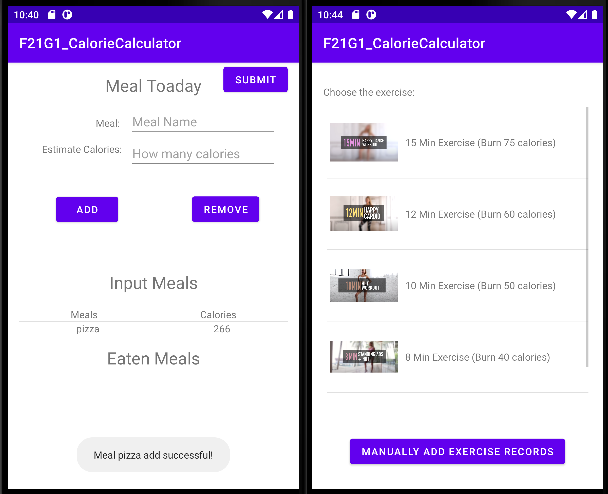 10:40
F21G1_CalorieCalculator
Meal Toaday
SUBMIT
Meal:
Meal Name
Estimate Calories:
How many calories
ADD
REMOVE
Input Meals
Meals
Calories
pizza
266
Eaten Meals
Meal pizza add successful!
10:44
F21G1_CalorieCalculator
Choose the exercise:
15 Min Exercise (Burn 75 calories)
12MIN HAPPY
CARDIO
12 Min Exercise (Burn 60 calories)
10 Min Exercise (Burn 50 calories)
8 Min Exercise (Burn 40 calories)
MANUALLY ADD EXERCISE RECORDS